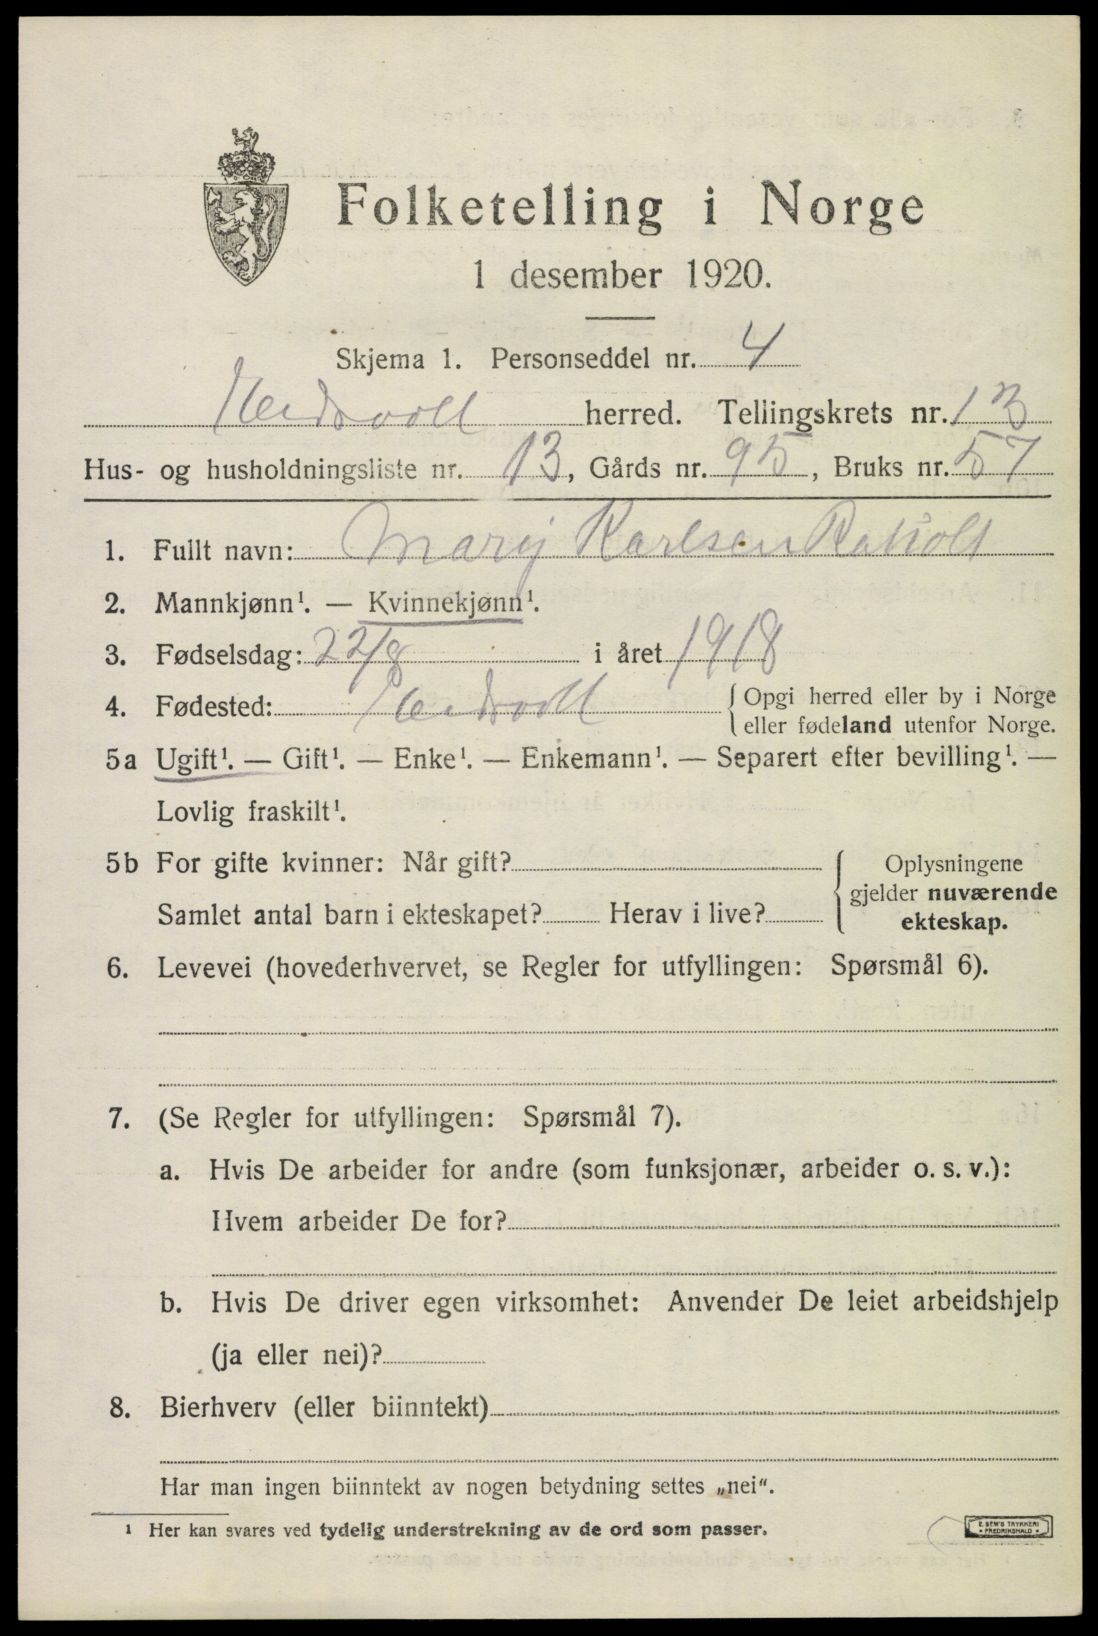 Folketelling i Norge
1 desember 1920.
Skjema 1. Personseddel nr. 4
Eidsvoll herred. Tellingskrets nr. 13
Hus- og husholdningsliste nr. 13, Gårds nr. 95, Bruks nr. 57
1. Fullt navn: Mary Karlsen Råholt
2. Mannkjønn¹. — Kvinnekjønn¹.
3. Fødselsdag: 22/8 i året 1918
4. Fødested: Eidsvoll { Opgi herred eller by i Norge
eller fødeland utenfor Norge.
5a Ugift¹. — Gift¹. — Enke¹. — Enkemann¹. — Separert efter bevilling¹. —
Lovlig fraskilt¹.
5b For gifte kvinner: Når gift? { Oplysningene
gjelder nuværende
Samlet antal barn i ekteskapet? Herav i live? ekteskap.
6. Levevei (hovederhvervet, se Regler for utfyllingen: Spørsmål 6).
7. (Se Regler for utfyllingen: Spørsmål 7).
a. Hvis De arbeider for andre (som funksjonær, arbeider o. s. v.):
Hvem arbeider De for?
b. Hvis De driver egen virksomhet: Anvender De leiet arbeidshjelp
(ja eller nei)?
8. Bierhverv (eller biinntekt)
Har man ingen biinntekt av nogen betydning settes „nei“.
¹ Her kan svares ved tydelig understrekning av de ord som passer.
E. SEM'S TRYKKERI
• FREDRIKSHALD •